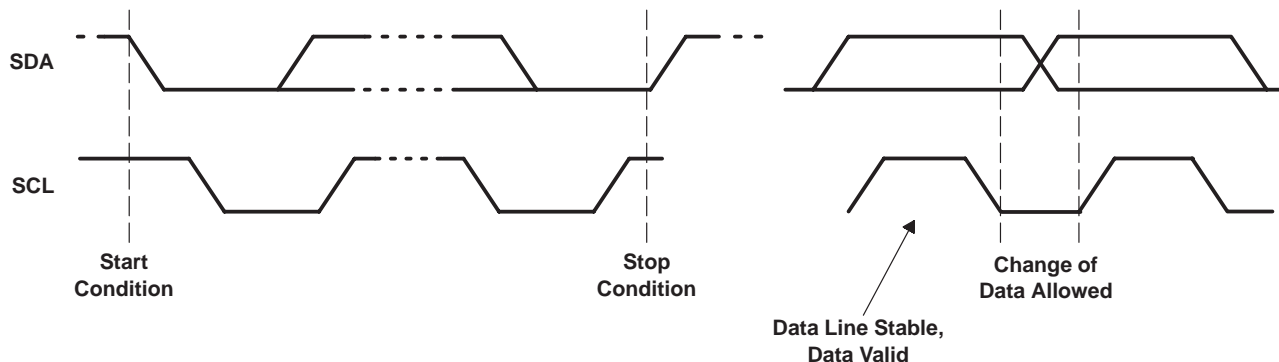 SDA
SCL
Start
Condition
Stop
Condition
Change of
Data Allowed
Data Line Stable,
Data Valid